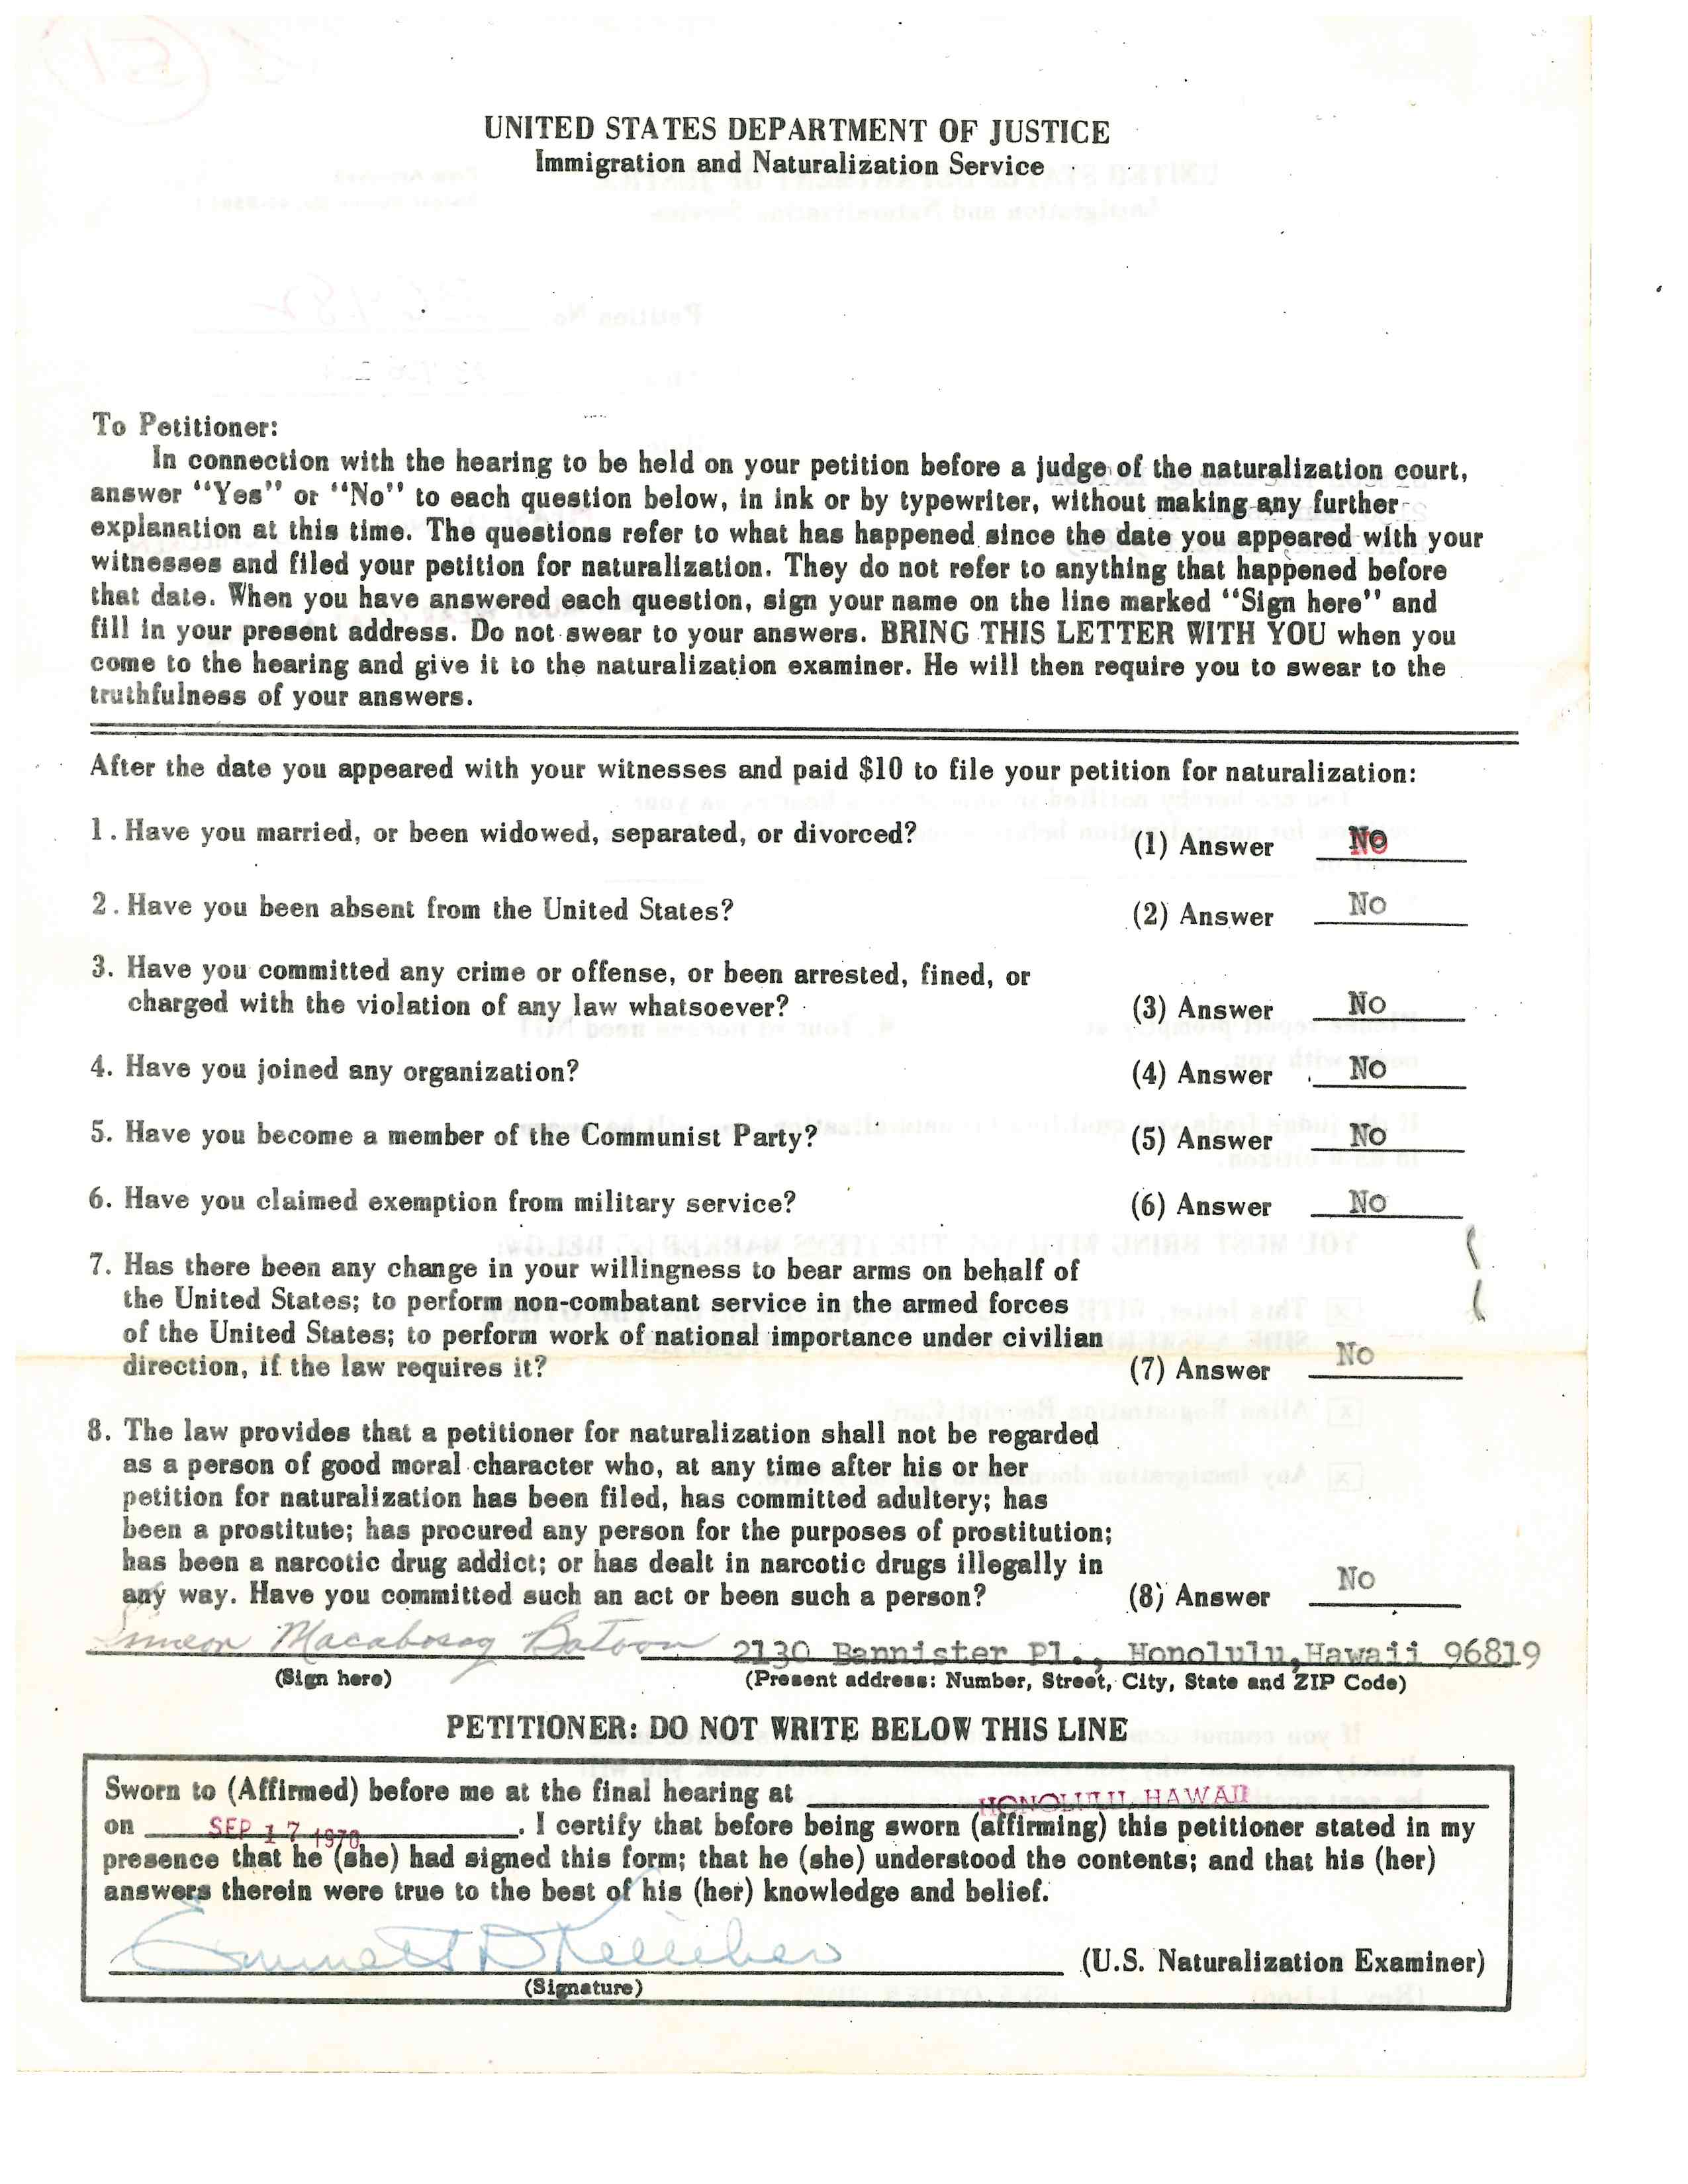 UNITED STATES DEPARTMENT OF JUSTICE
Immigration and Naturalization Service
To Petitioner:
In connection with the hearing to be held on your petition before a judge of the naturalization court,
answer "Yes" or "No" to each question below, in ink or by typewriter, without making any further
explanation at this time. The questions refer to what has happened since the date you appeared with your
witnesses and filed your petition for naturalization. They do not refer to anything that happened before
that date. When you have answered each question, sign your name on the line marked "Sign here" and
fill in your present address. Do not swear to your answers. BRING THIS LETTER WITH YOU when you
come to the hearing and give it to the naturalization examiner. He will then require you to swear to the
truthfulness of your answers.
After the date you appeared with your witnesses and paid $10 to file your petition for naturalization:
1. Have you married, or been widowed, separated, or divorced? (1) Answer No
2. Have you been absent from the United States? (2) Answer No
3. Have you committed any crime or offense, or been arrested, fined, or
charged with the violation of any law whatsoever? (3) Answer No
4. Have you joined any organization? (4) Answer No
5. Have you become a member of the Communist Party? (5) Answer No
6. Have you claimed exemption from military service? (6) Answer No
7. Has there been any change in your willingness to bear arms on behalf of
the United States; to perform non-combatant service in the armed forces
of the United States; to perform work of national importance under civilian
direction, if the law requires it? (7) Answer No
8. The law provides that a petitioner for naturalization shall not be regarded
as a person of good moral character who, at any time after his or her
petition for naturalization has been filed, has committed adultery; has
been a prostitute; has procured any person for the purposes of prostitution;
has been a narcotic drug addict; or has dealt in narcotic drugs illegally in
any way. Have you committed such an act or been such a person? (8) Answer No
Simeon Macabosag Batoon 2130 Bannister Pl., Honolulu,Hawaii 96819
(Sign here) (Present address: Number, Street, City, State and ZIP Code)
PETITIONER: DO NOT WRITE BELOW THIS LINE
Sworn to (Affirmed) before me at the final hearing at HONOLULU, HAWAII
on SEP 17 1970. I certify that before being sworn (affirming) this petitioner stated in my
presence that he (she) had signed this form; that he (she) understood the contents; and that his (her)
answers therein were true to the best of his (her) knowledge and belief.
Emmett D (U.S. Naturalization Examiner)
(Signature)